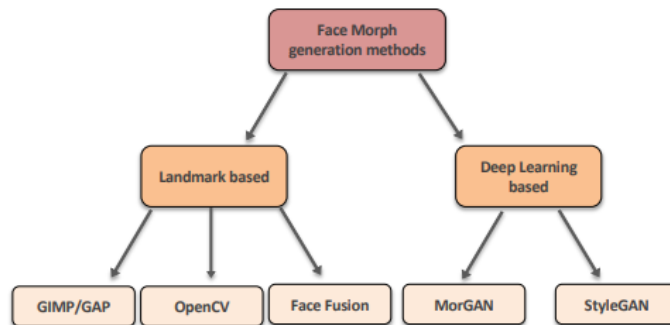 Face Morph
generation methods
Landmark based
Deep Learning
based
GIMP/GAP
OpenCV
Face Fusion
MorGAN
StyleGAN